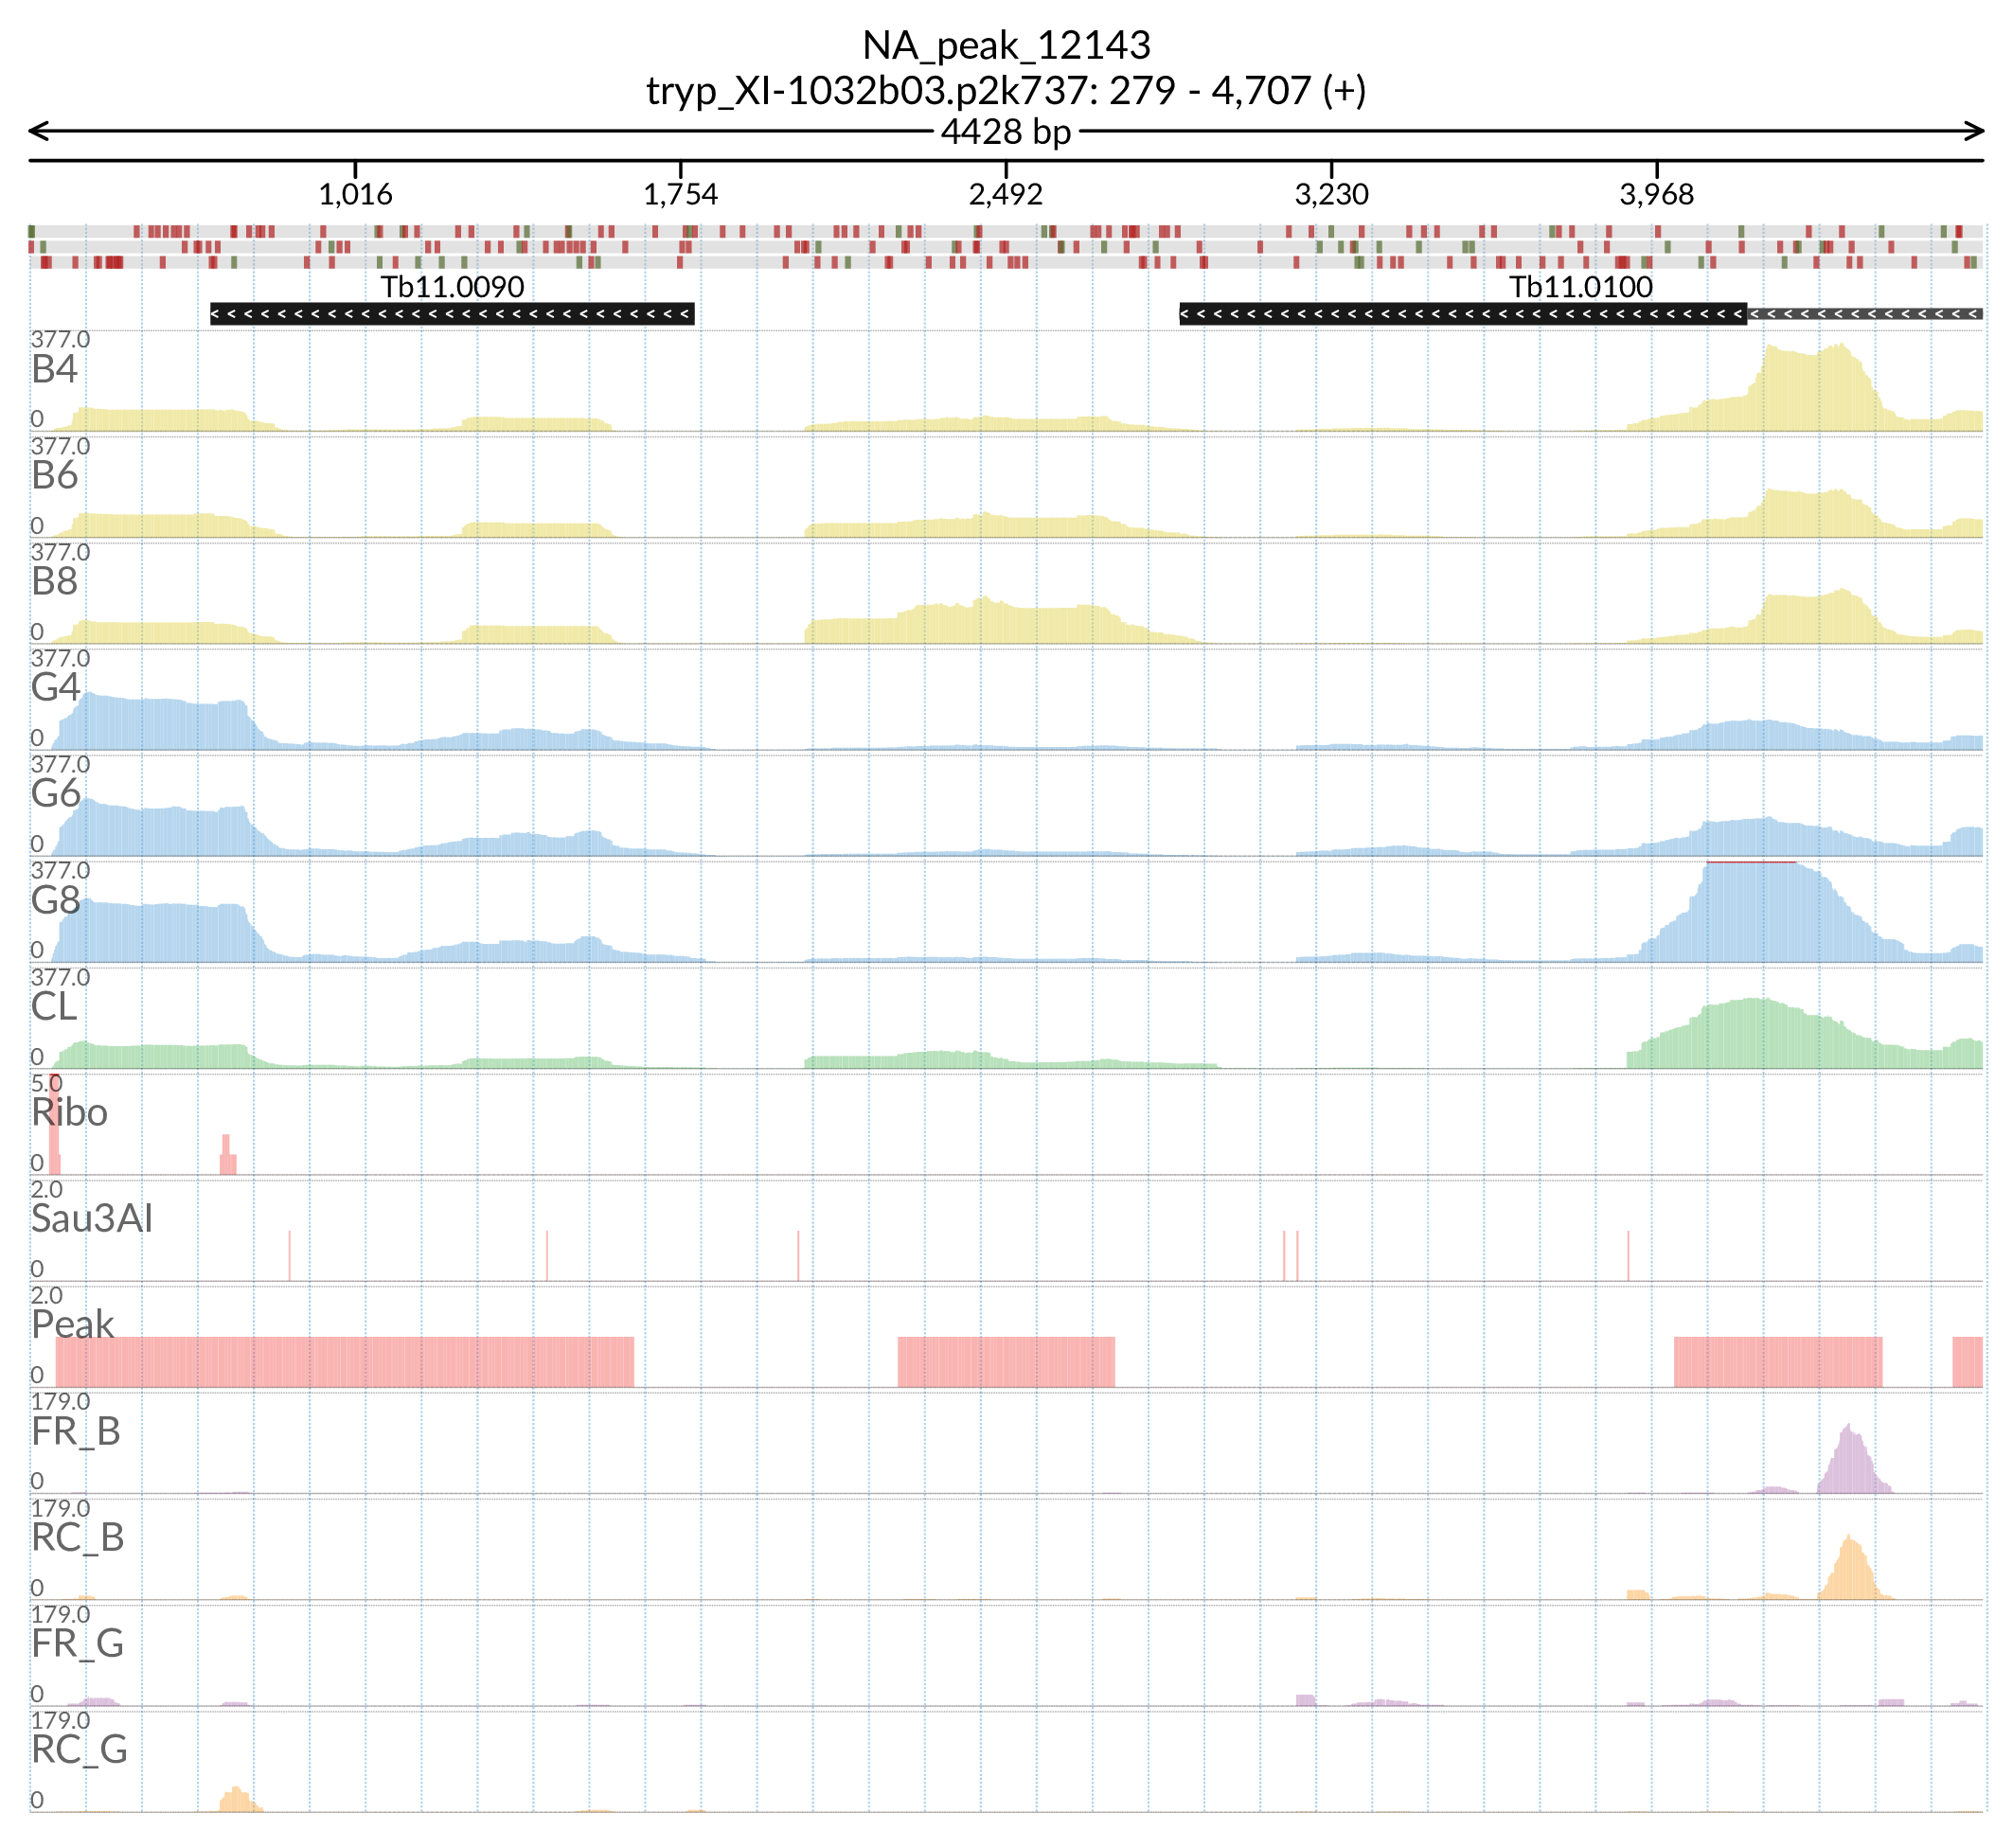 NA_peak_12143
tryp_XI-1032b03.p2k737: 279 - 4,707 (+)
4428 bp
1,016 1,754 2,492 3,230 3,968
Tb11.0090 Tb11.0100
377.0
B4
0
377.0
B6
0
377.0
B8
0
377.0
G4
0
377.0
G6
0
377.0
G8
0
377.0
CL
0
5.0
Ribo
0
2.0
Sau3AI
0
2.0
Peak
0
179.0
FR_B
0
179.0
RC_B
0
179.0
FR_G
0
179.0
RC_G
0